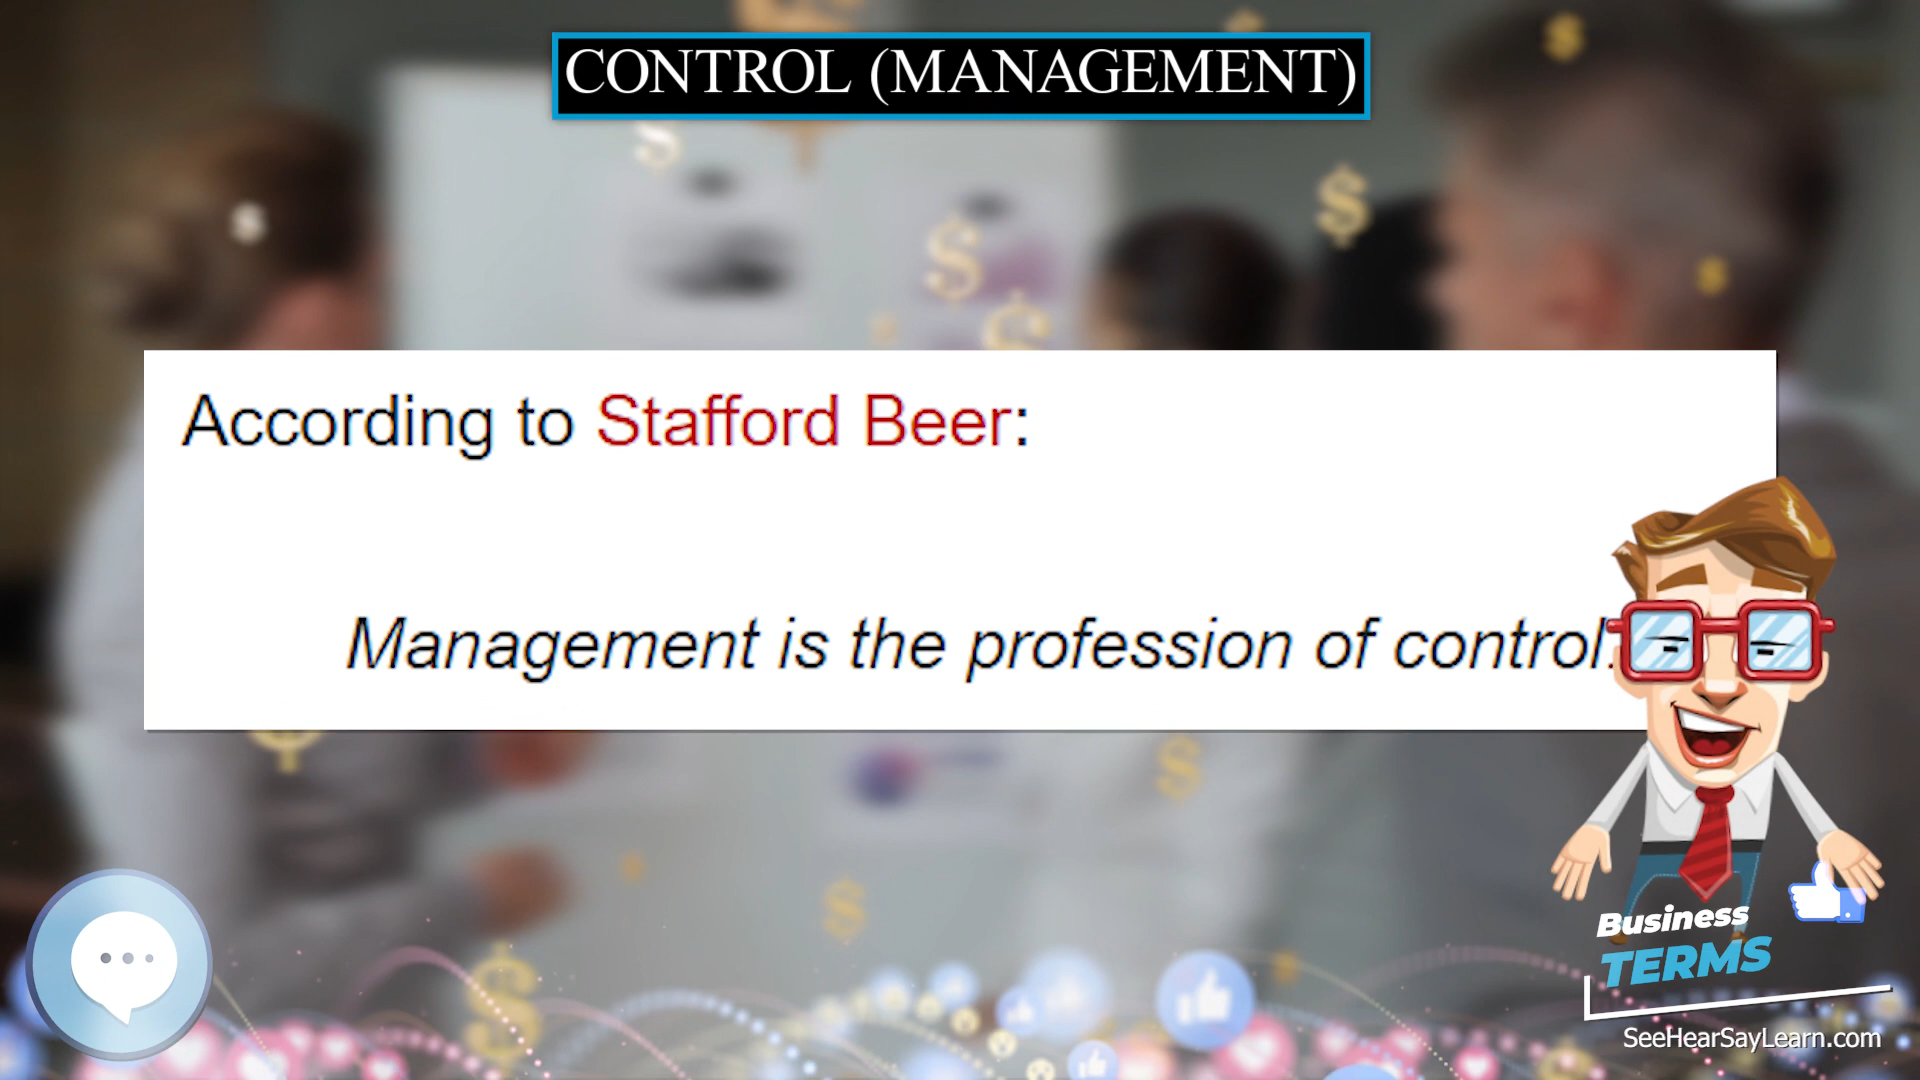 CONTROL (MANAGEMENT)
According to Stafford Beer:
Management is the profession of control.
Business
TERMS
SeeHearSayLearn.com